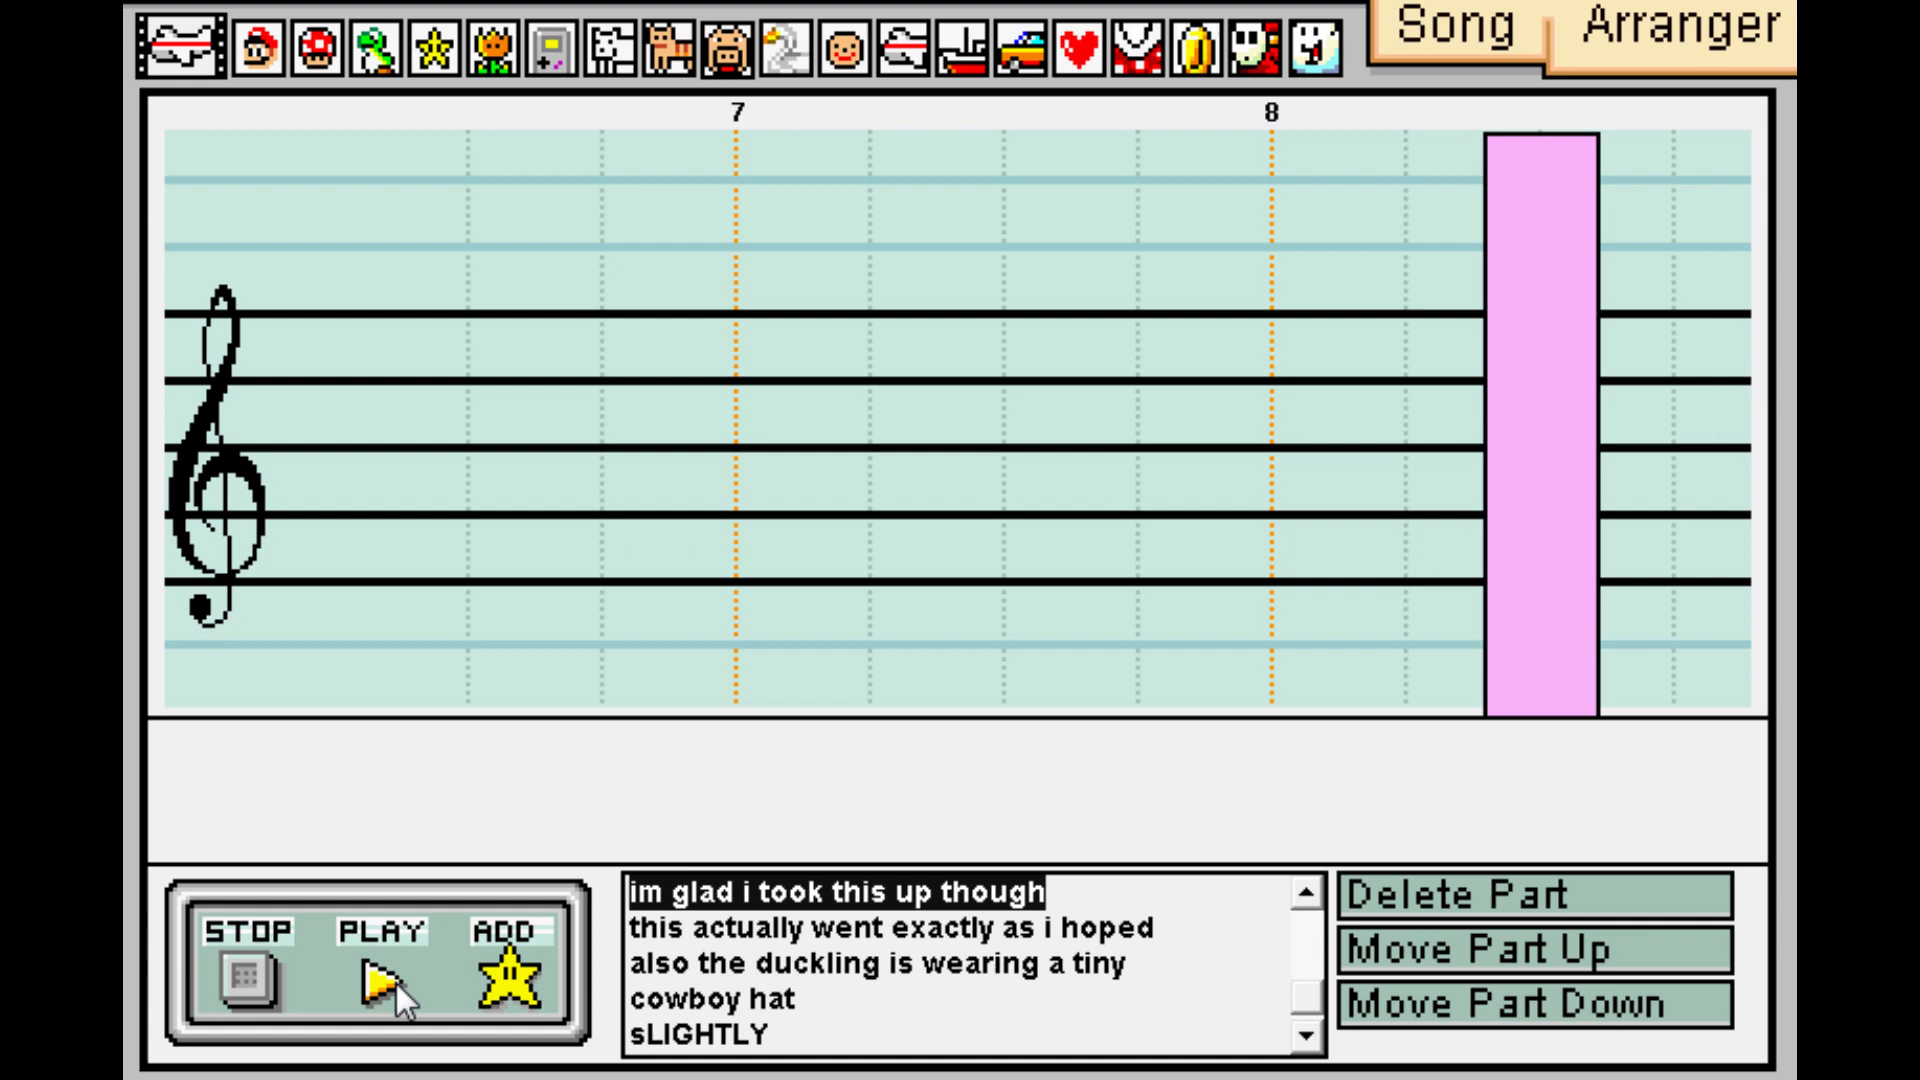 Song Arranger
7 8
STOP PLAY ADD
im glad i took this up though
this actually went exactly as i hoped
also the duckling is wearing a tiny
cowboy hat
sLIGHTLY
Delete Part
Move Part Up
Move Part Down